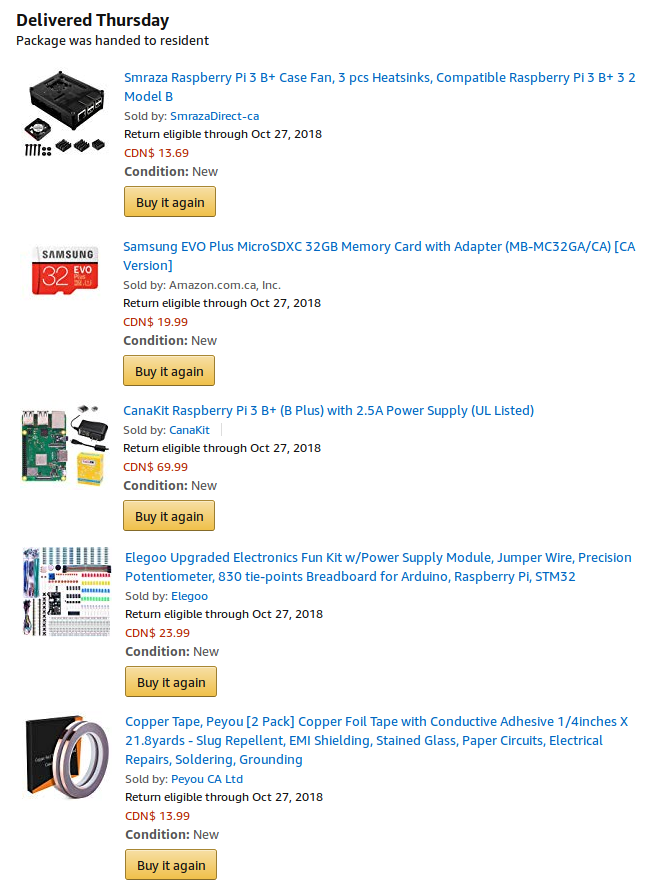 Delivered Thursday
Package was handed to resident
Smraza Raspberry Pi 3 B+ Case Fan, 3 pcs Heatsinks, Compatible Raspberry Pi 3 B+ 3 2
Model B
Sold by: SmrazaDirect-ca
Return eligible through Oct 27, 2018
CDN$ 13.69
Condition: New
Buy it again
SAMSUNG
32 EVO
Plus
Samsung EVO Plus MicroSDXC 32GB Memory Card with Adapter (MB-MC32GA/CA) [CA
Version]
Sold by: Amazon.com.ca, Inc.
Return eligible through Oct 27, 2018
CDN$ 19.99
Condition: New
Buy it again
CanaKit Raspberry Pi 3 B+ (B Plus) with 2.5A Power Supply (UL Listed)
Sold by: CanaKit
Return eligible through Oct 27, 2018
CDN$ 69.99
Condition: New
Buy it again
Elegoo Upgraded Electronics Fun Kit w/Power Supply Module, Jumper Wire, Precision
Potentiometer, 830 tie-points Breadboard for Arduino, Raspberry Pi, STM32
Sold by: Elegoo
Return eligible through Oct 27, 2018
CDN$ 23.99
Condition: New
Buy it again
Copper Tape, Peyou [2 Pack] Copper Foil Tape with Conductive Adhesive 1/4inches X
21.8yards - Slug Repellent, EMI Shielding, Stained Glass, Paper Circuits, Electrical
Repairs, Soldering, Grounding
Sold by: Peyou CA Ltd
Return eligible through Oct 27, 2018
CDN$ 13.99
Condition: New
Buy it again